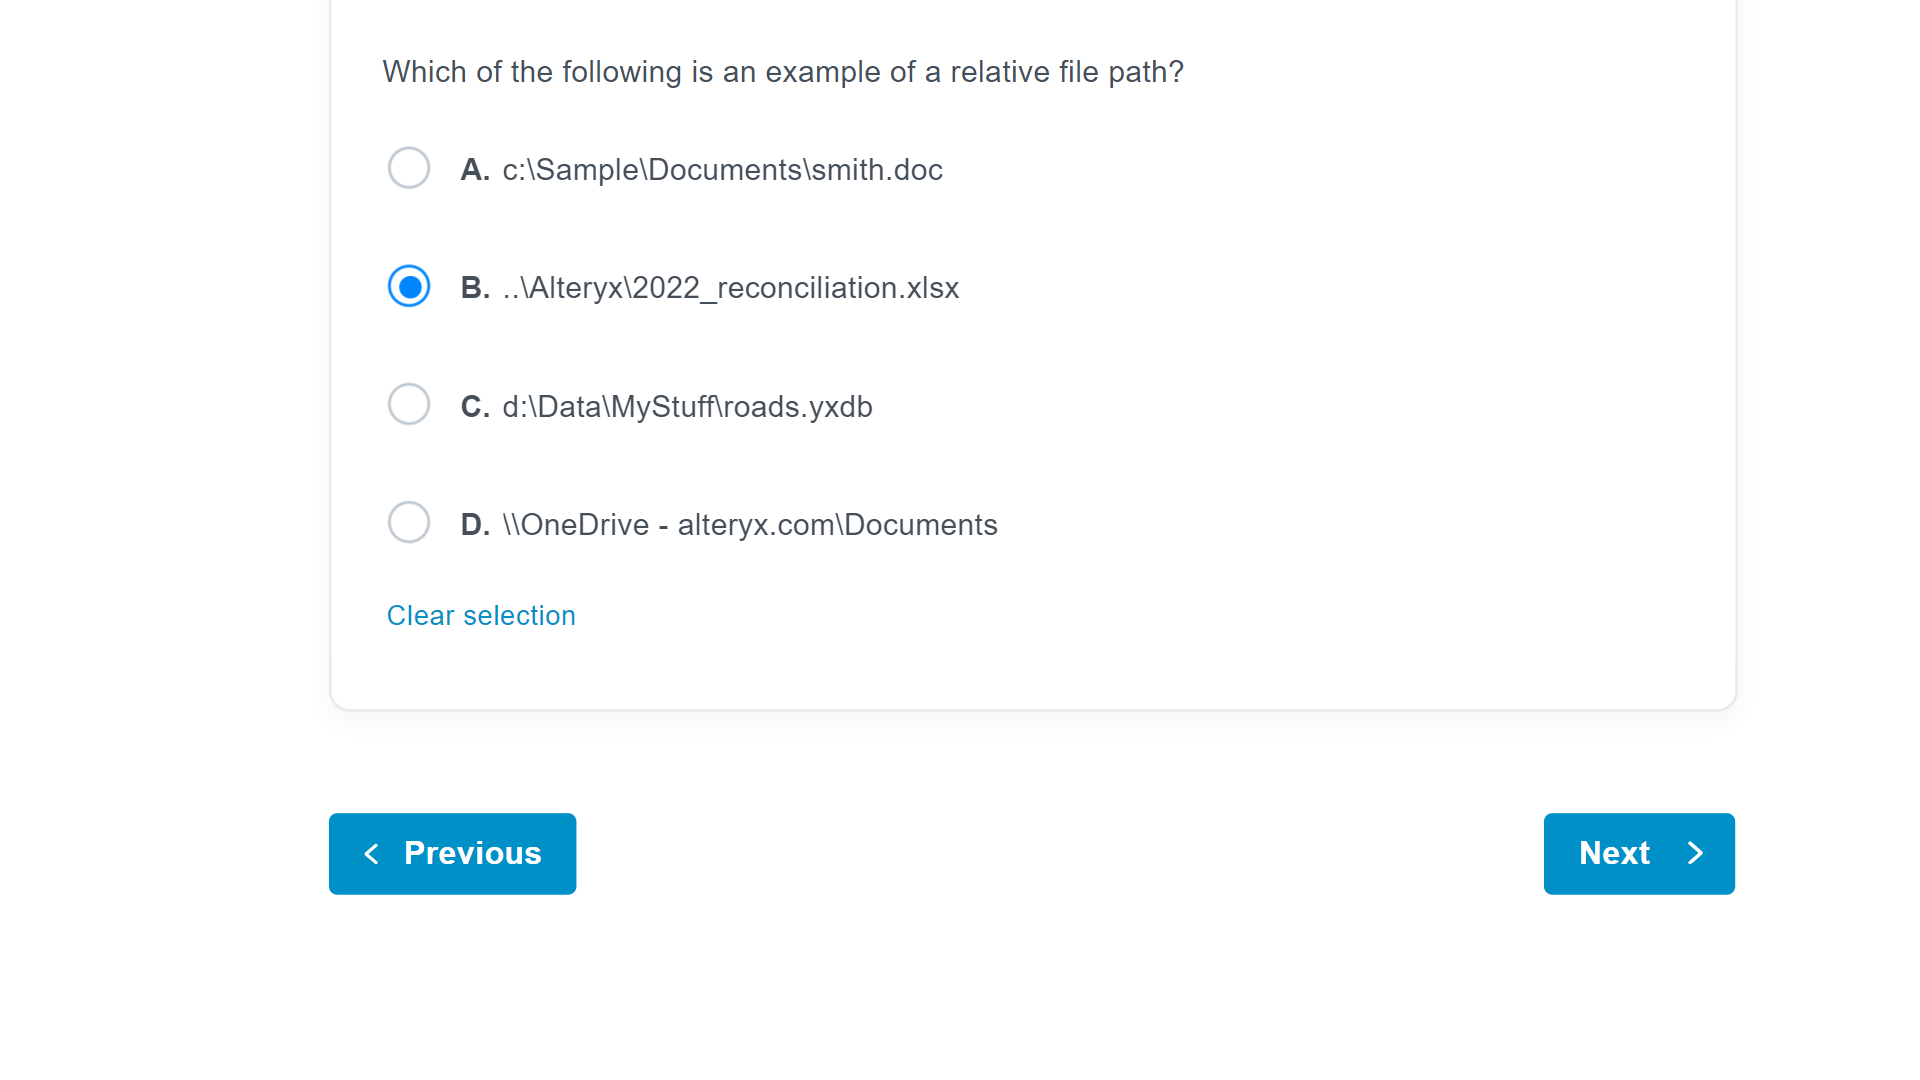 Which of the following is an example of a relative file path?
A. c:\Sample\Documents\smith.doc
B. ..\Alteryx\2022_reconciliation.xlsx
C. d:\Data\MyStuff\roads.yxdb
D. \\OneDrive - alteryx.com\Documents
Clear selection
Previous
Next